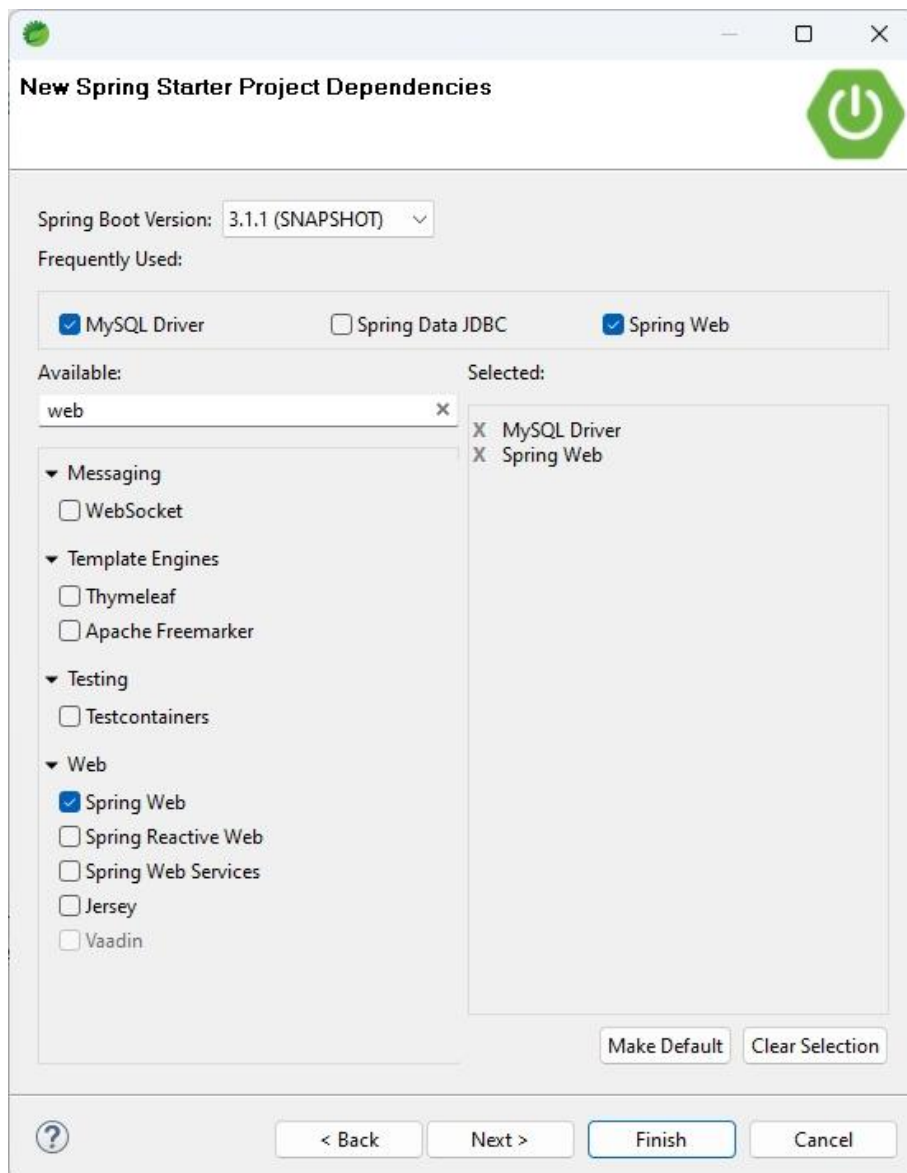 New Spring Starter Project Dependencies
Spring Boot Version: 3.1.1 (SNAPSHOT)
Frequently Used:
MySQL Driver Spring Data JDBC Spring Web
Available:
web
Messaging
WebSocket
Template Engines
Thymeleaf
Apache Freemarker
Testing
Testcontainers
Web
Spring Web
Spring Reactive Web
Spring Web Services
Jersey
Vaadin
Selected:
X MySQL Driver
X Spring Web
Make Default Clear Selection
? < Back Next > Finish Cancel